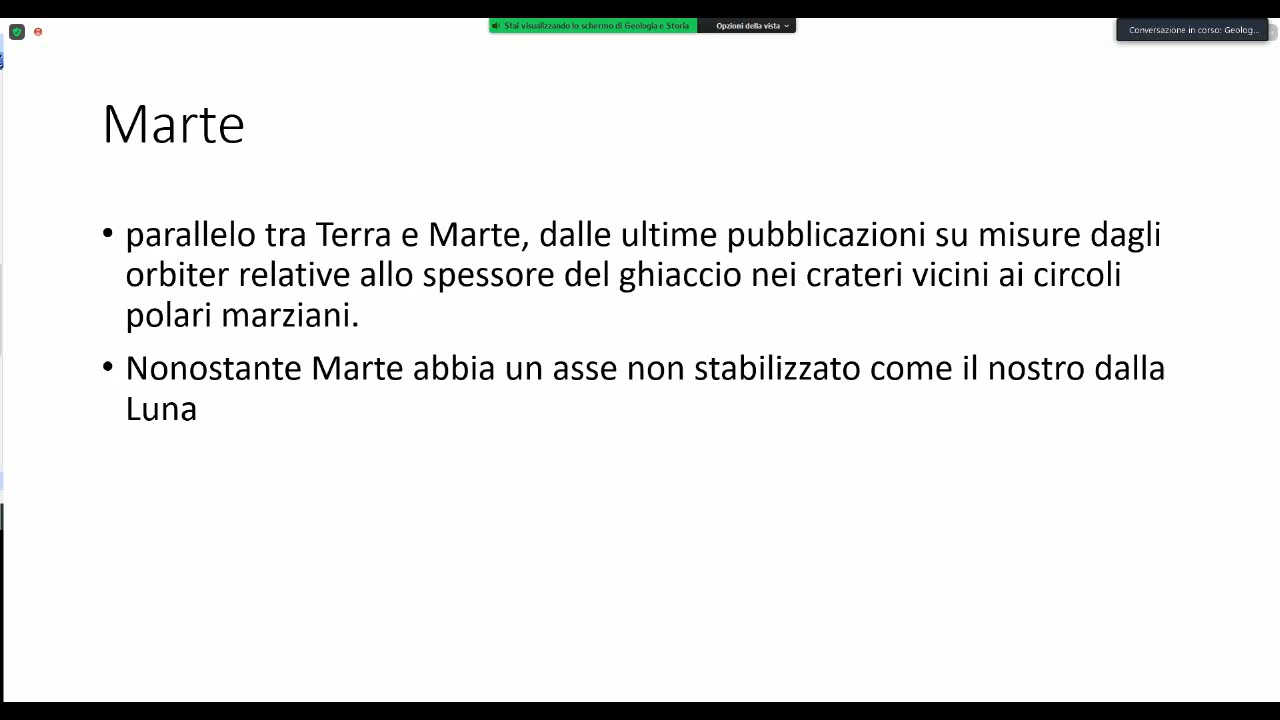 Stai visualizzando lo schermo di Geologia e Storia
Opzioni della vista
Conversazione in corso: Geolog...
Marte
• parallelo tra Terra e Marte, dalle ultime pubblicazioni su misure dagli
orbiter relative allo spessore del ghiaccio nei crateri vicini ai circoli
polari marziani.
• Nonostante Marte abbia un asse non stabilizzato come il nostro dalla
Luna